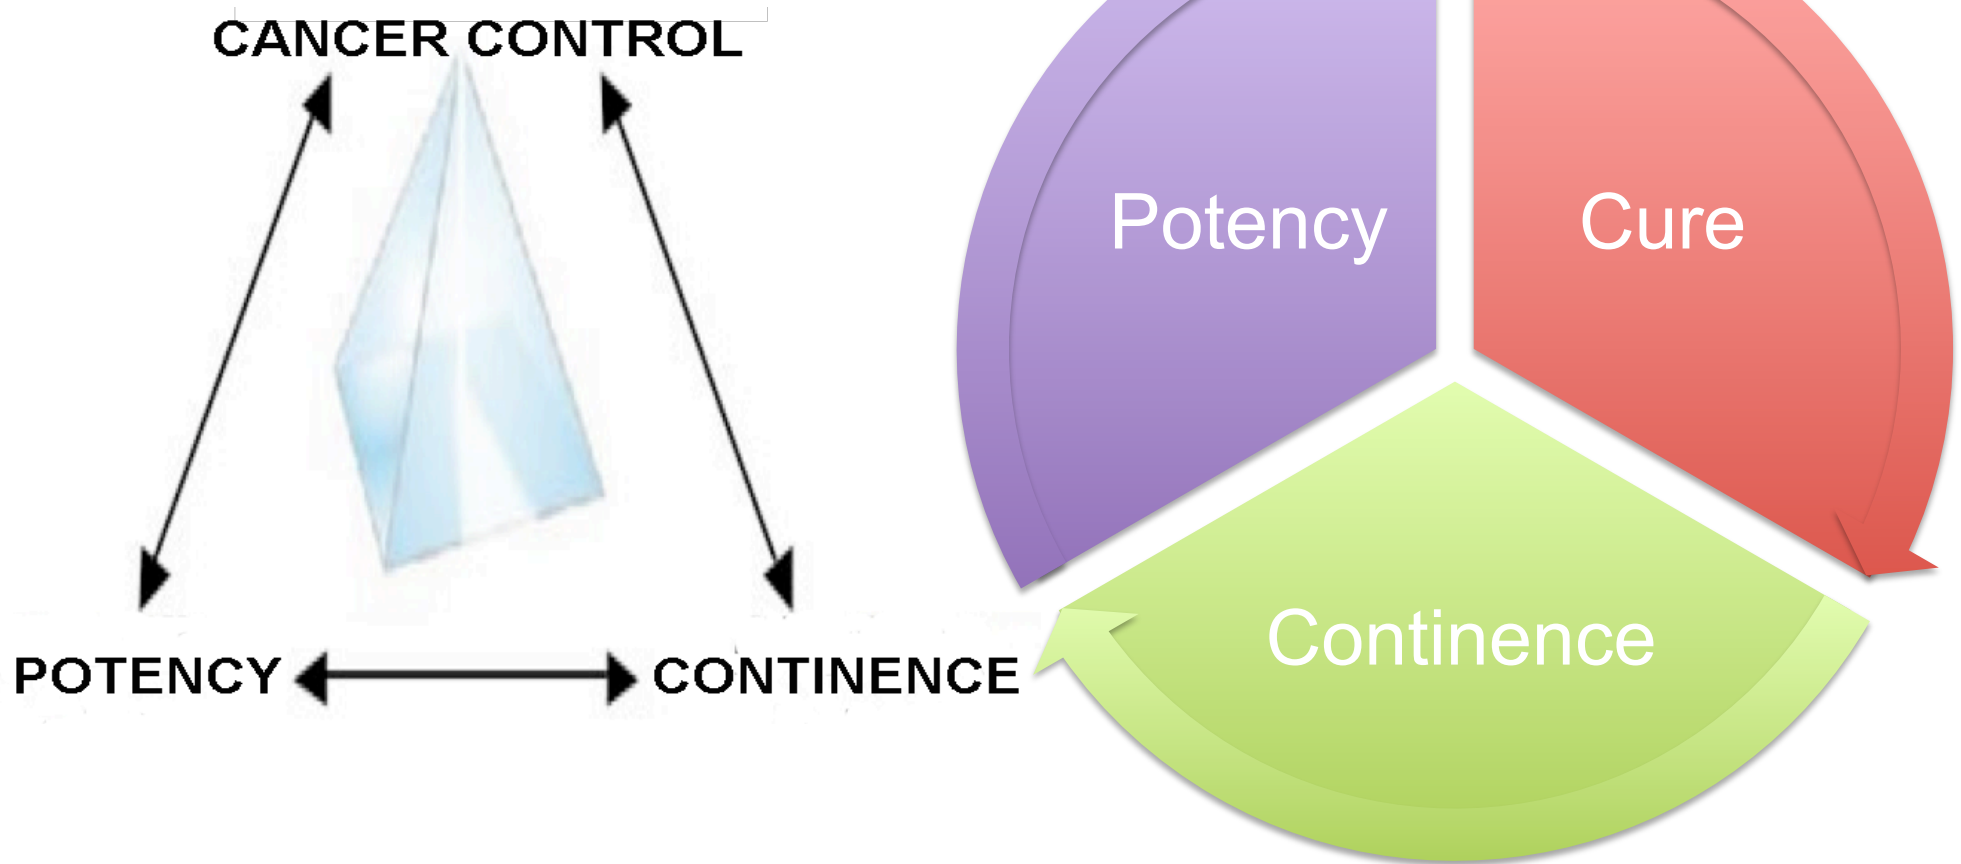 CANCER CONTROL
POTENCY
CONTINENCE
Potency
Cure
Continence